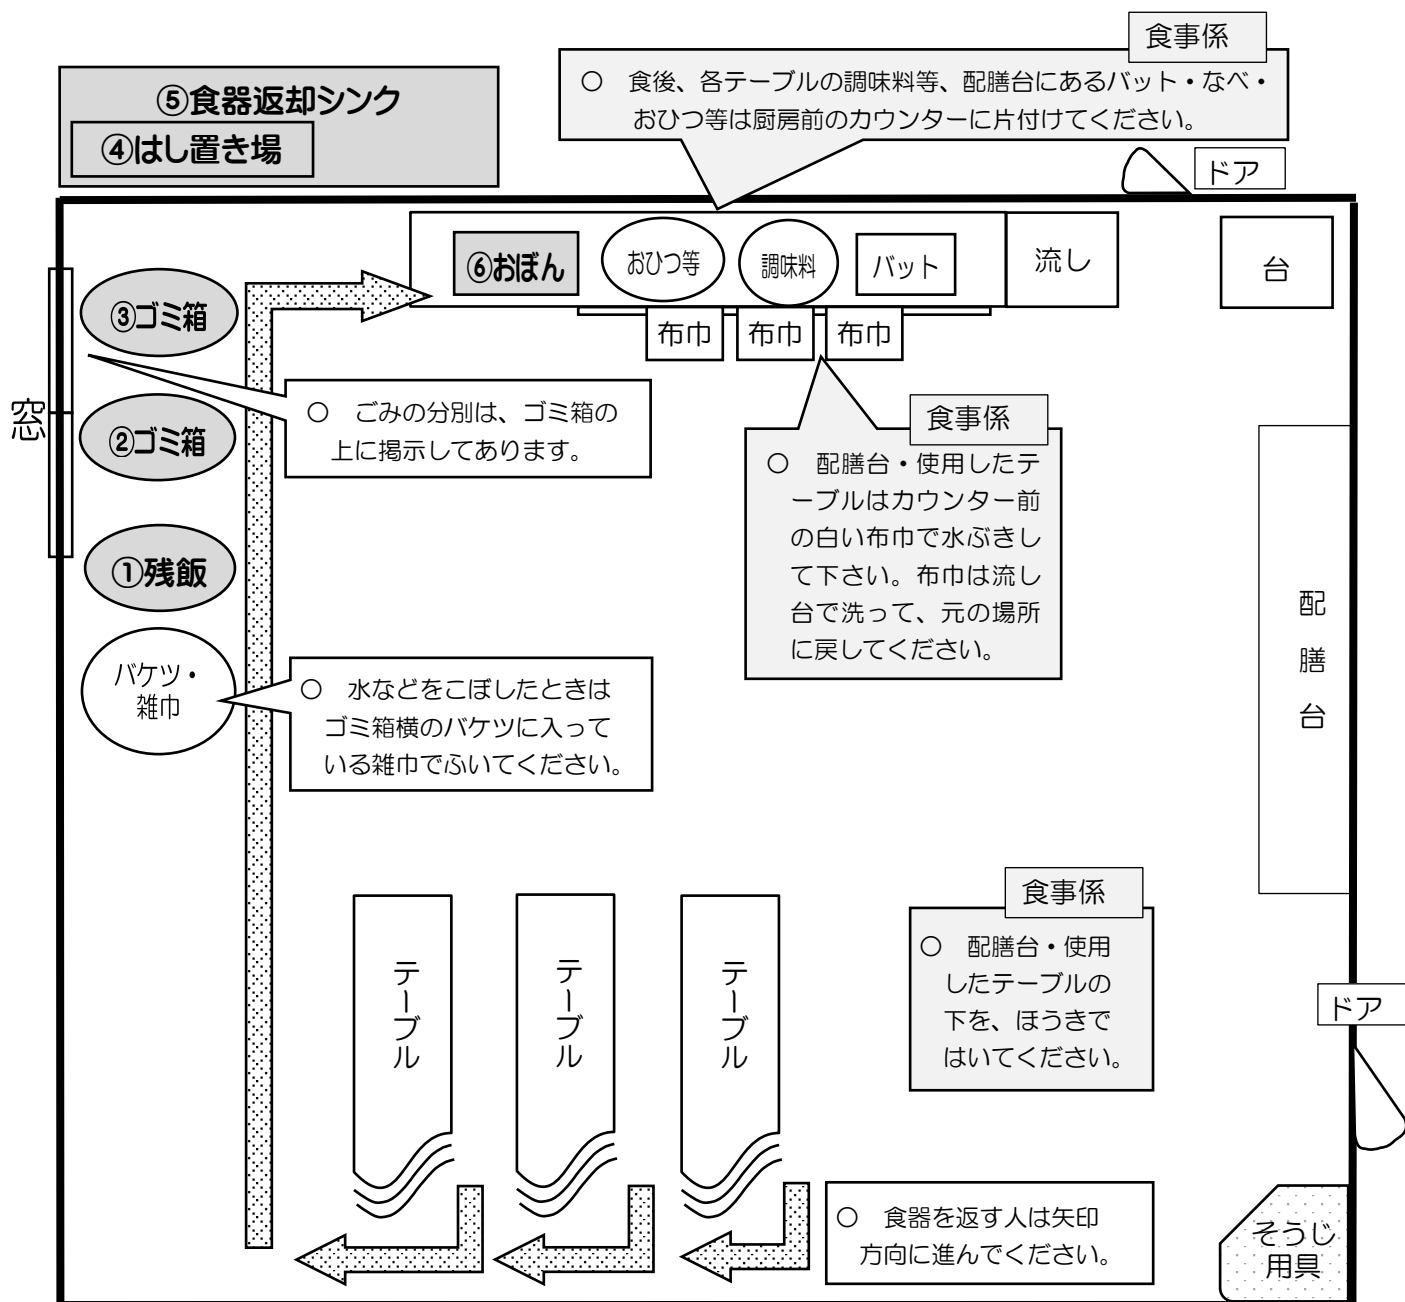 食事係
○ 食後、各テーブルの調味料等、配膳台にあるバット・なべ・
おひつ等は厨房前のカウンターに片付けてください。
⑤食器返却シンク
④はし置き場
ドア
⑥おぼん
おひつ等
調味料
バット
流し
台
布巾
布巾
布巾
③ゴミ箱
窓
②ゴミ箱
①残飯
バケツ・
雑巾
○ ごみの分別は、ゴミ箱の
上に掲示してあります。
食事係
○ 配膳台・使用したテ
ーブルはカウンター前
の白い布巾で水ぶきし
て下さい。布巾は流し
台で洗って、元の場所
に戻してください。
○ 水などをこぼしたときは
ゴミ箱横のバケツに入って
いる雑巾でふいてください。
配膳台
テーブル
テーブル
テーブル
食事係
○ 配膳台・使用
したテーブルの
下を、ほうきで
はいてください。
ドア
○ 食器を返す人は矢印
方向に進んでください。
そうじ
用具